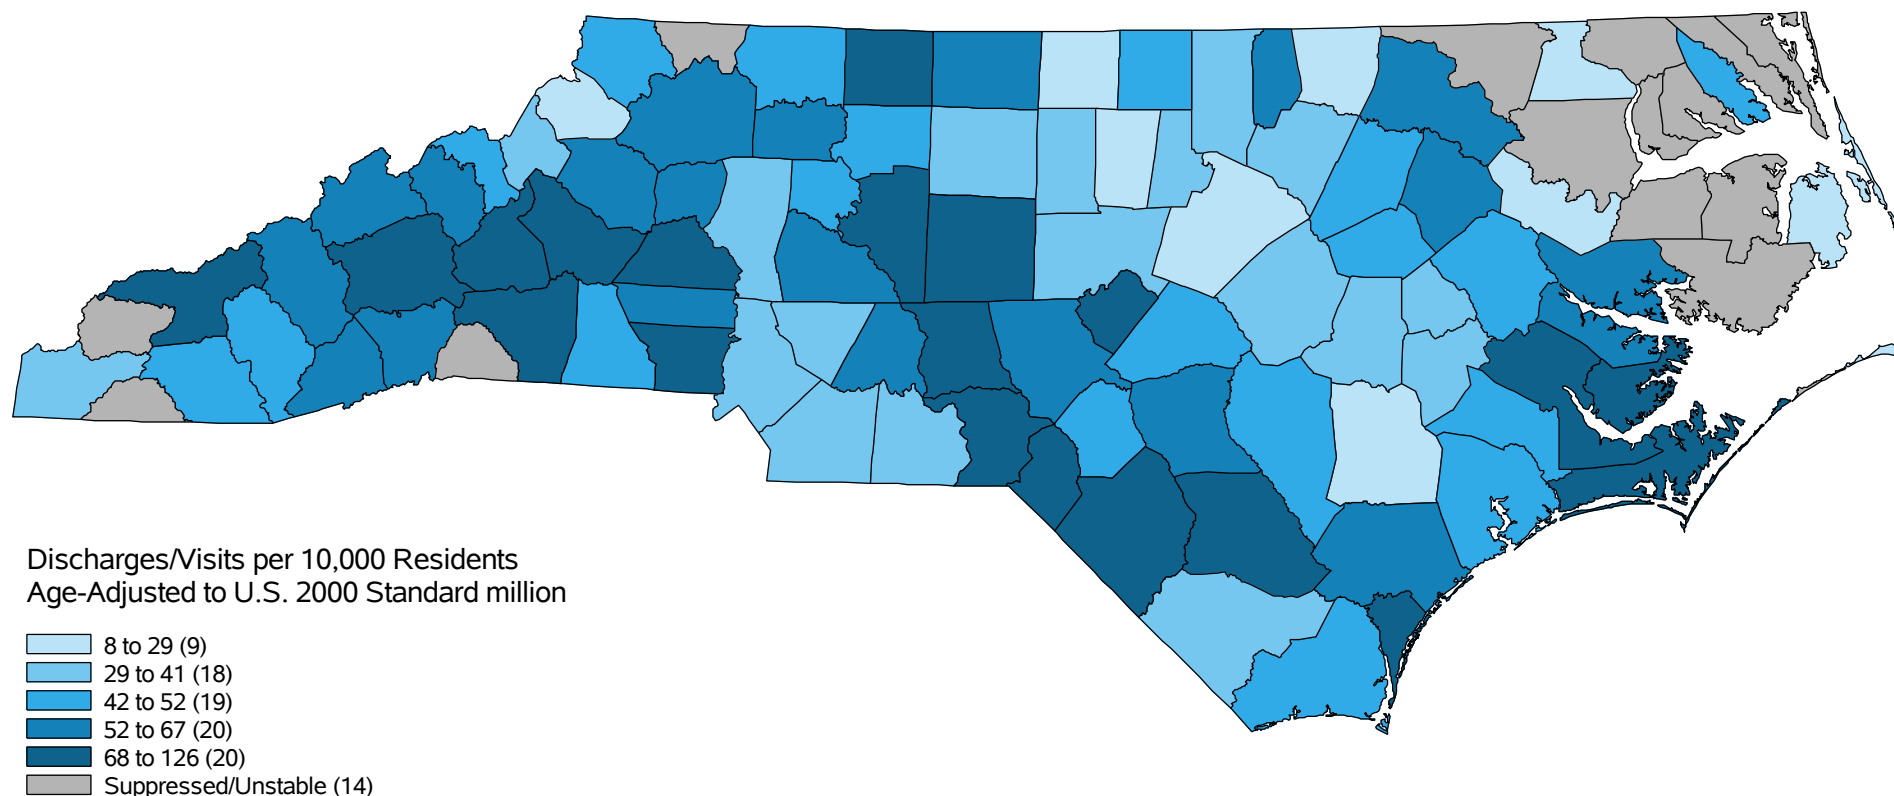 Discharges/Visits per 10,000 Residents
Age-Adjusted to U.S. 2000 Standard million
8 to 29 (9)
29 to 41 (18)
42 to 52 (19)
52 to 67 (20)
68 to 126 (20)
Suppressed/Unstable (14)